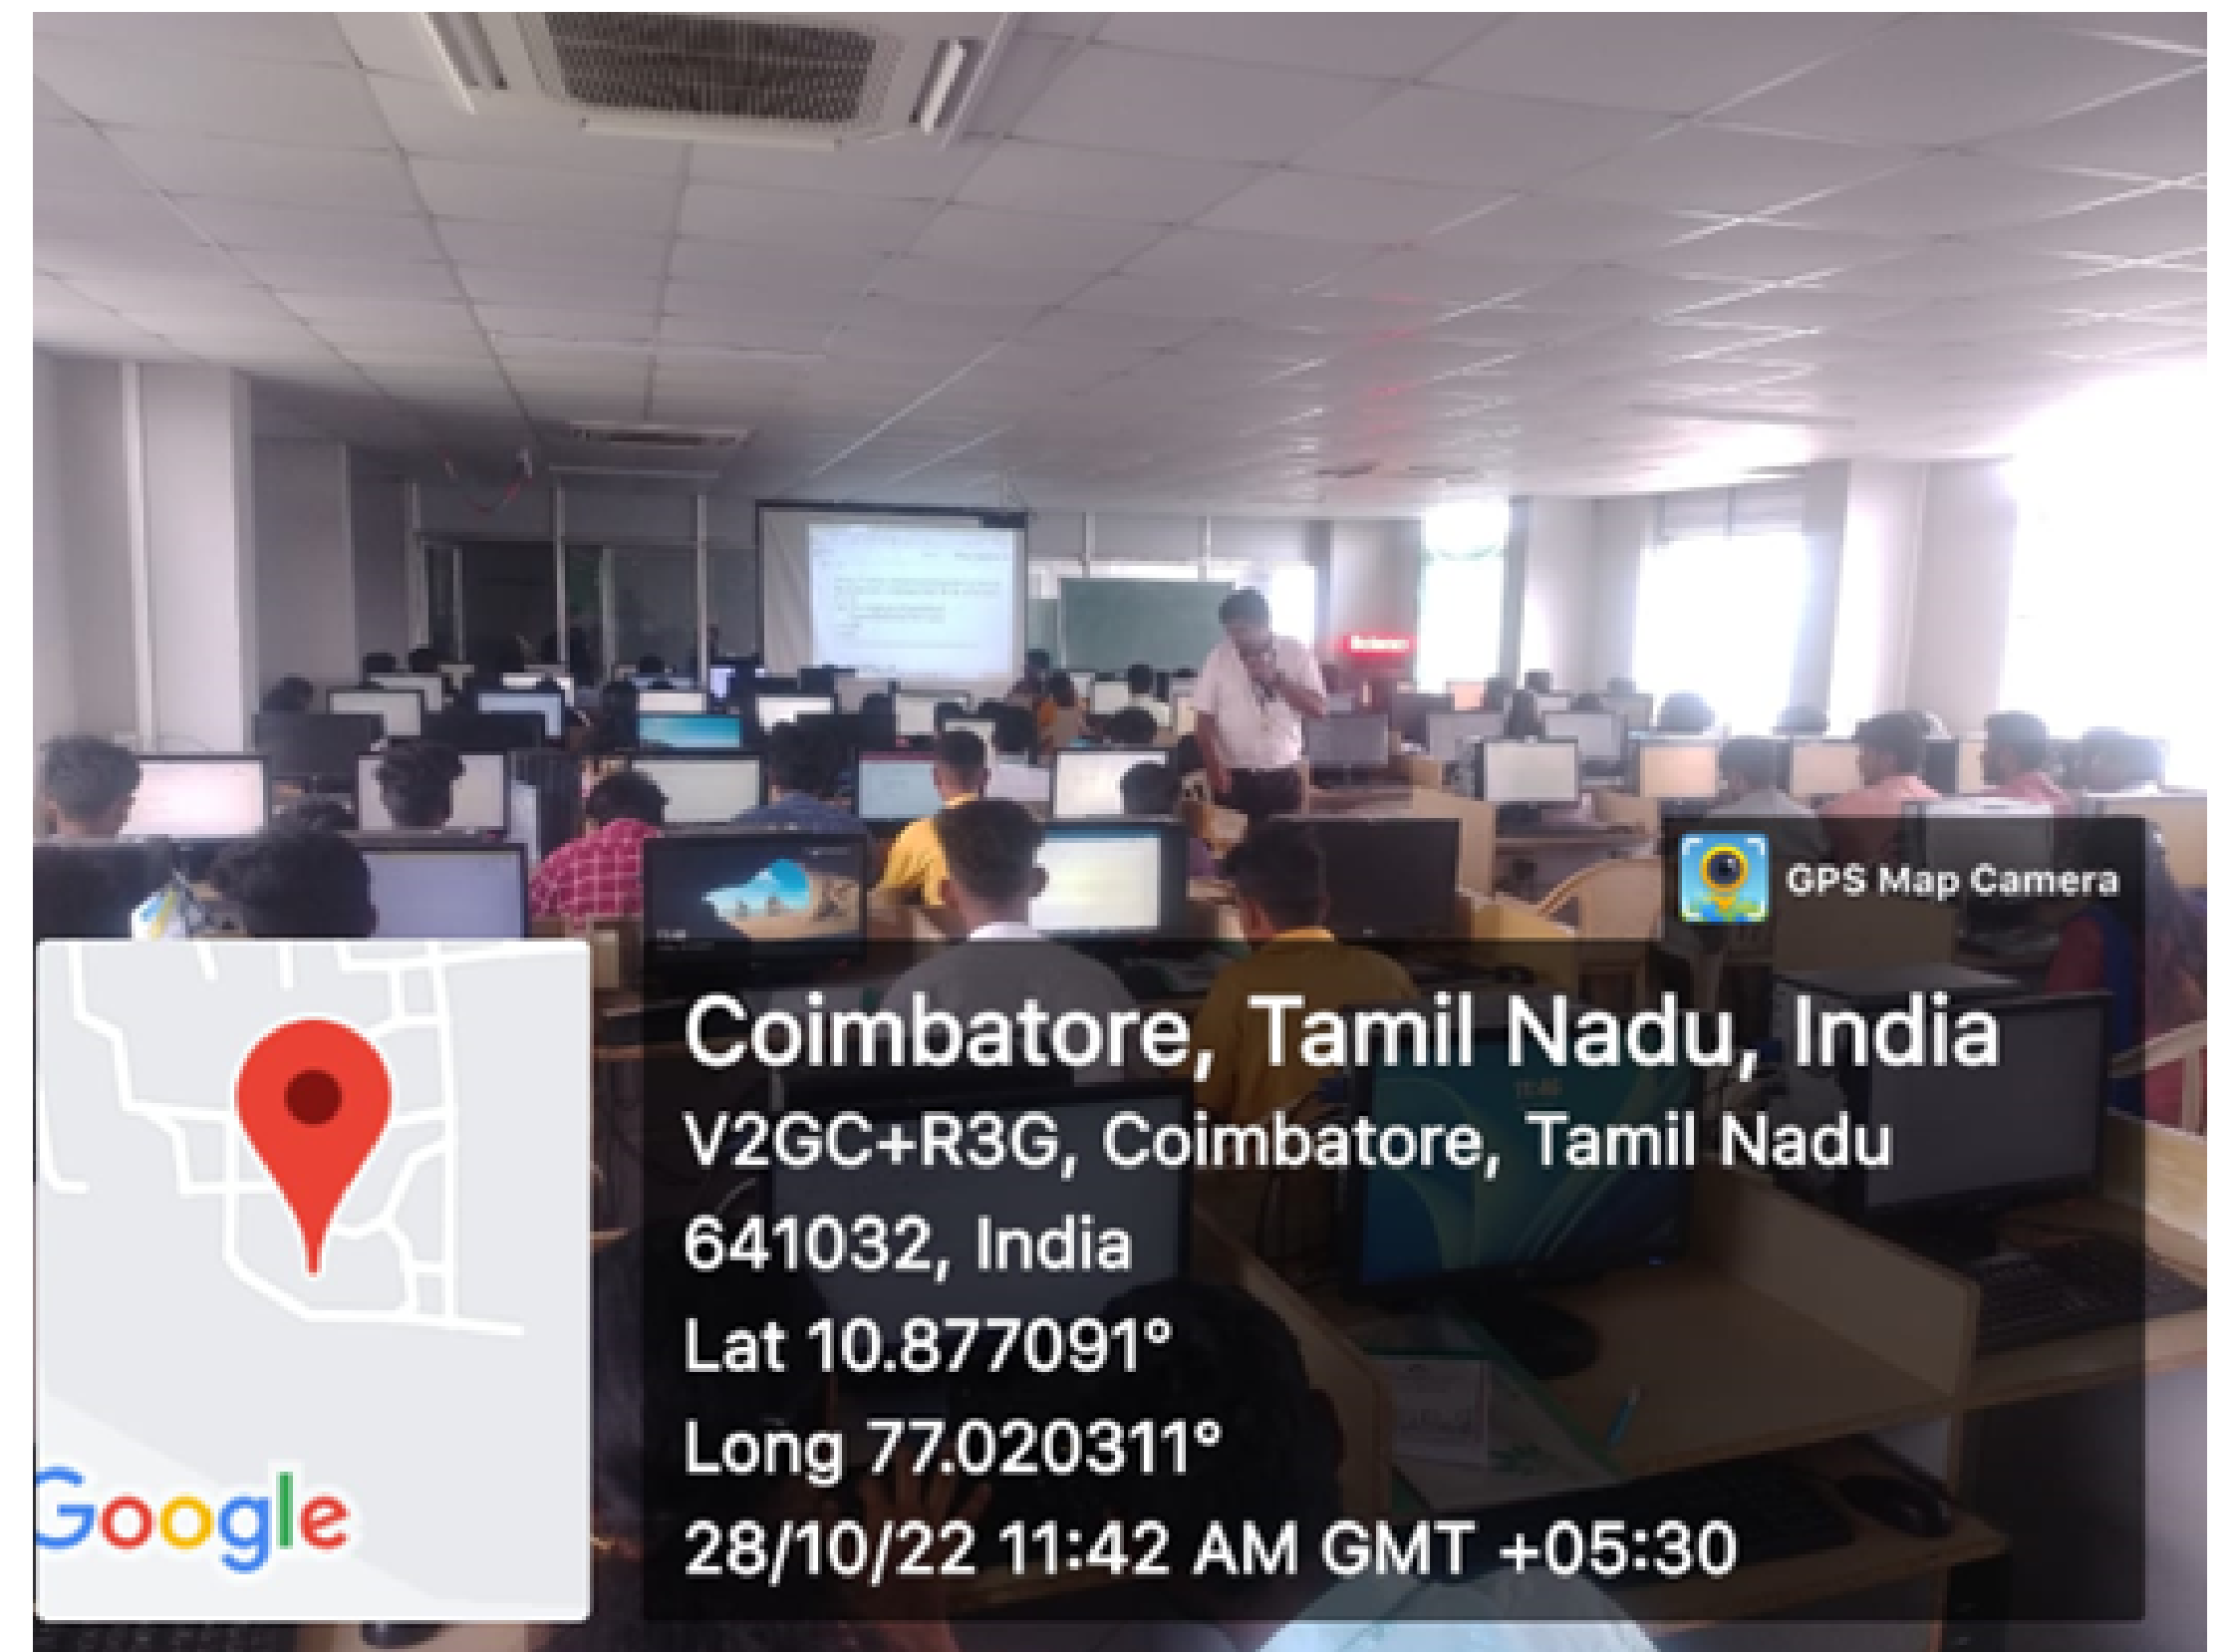 GPS Map Camera
Coimbatore, Tamil Nadu, India
V2GC+R3G, Coimbatore, Tamil Nadu
641032, India
Lat 10.877091°
Long 77.020311°
28/10/22 11:42 AM GMT +05:30
Google